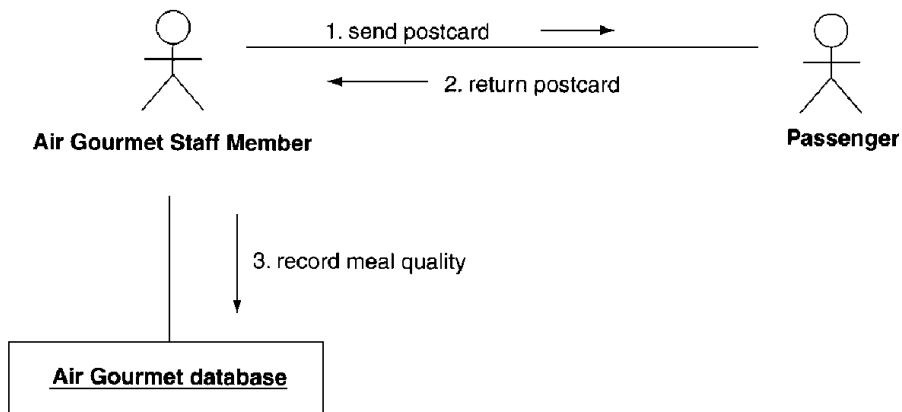 1. send postcard
2. return postcard
Air Gourmet Staff Member
Passenger
3. record meal quality
Air Gourmet database